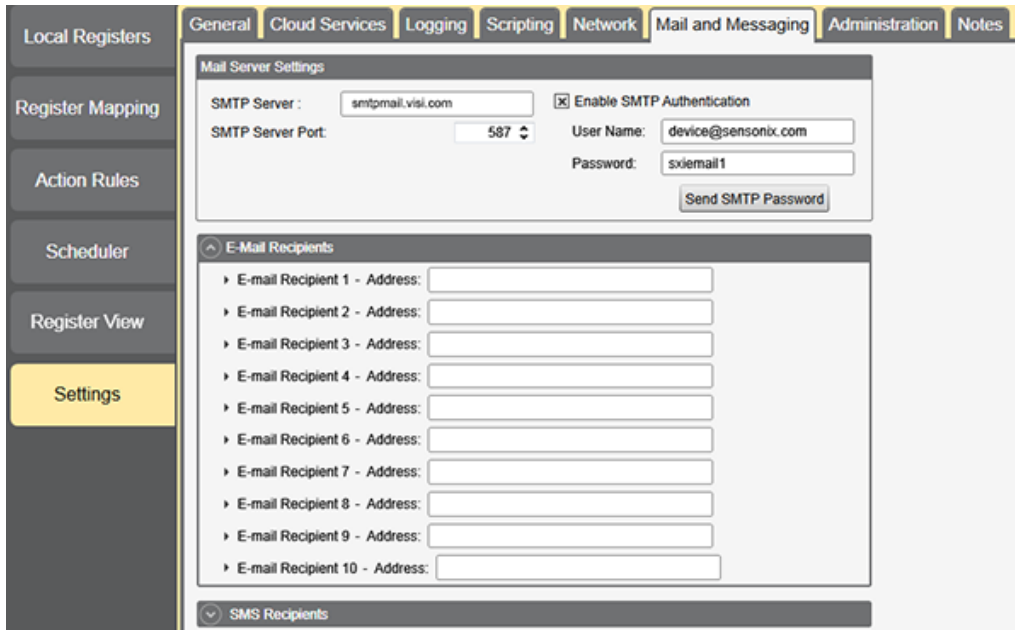 Local Registers
Register Mapping
Action Rules
Scheduler
Register View
Settings
General Cloud Services Logging Scripting Network Mail and Messaging Administration Notes
Mail Server Settings
SMTP Server : smtpmail.visi.com
SMTP Server Port: 587
Enable SMTP Authentication
User Name: device@sensonix.com
Password: sxiemail1
Send SMTP Password
E-Mail Recipients
E-mail Recipient 1 - Address:
E-mail Recipient 2 - Address:
E-mail Recipient 3 - Address:
E-mail Recipient 4 - Address:
E-mail Recipient 5 - Address:
E-mail Recipient 6 - Address:
E-mail Recipient 7 - Address:
E-mail Recipient 8 - Address:
E-mail Recipient 9 - Address:
E-mail Recipient 10 - Address:
SMS Recipients